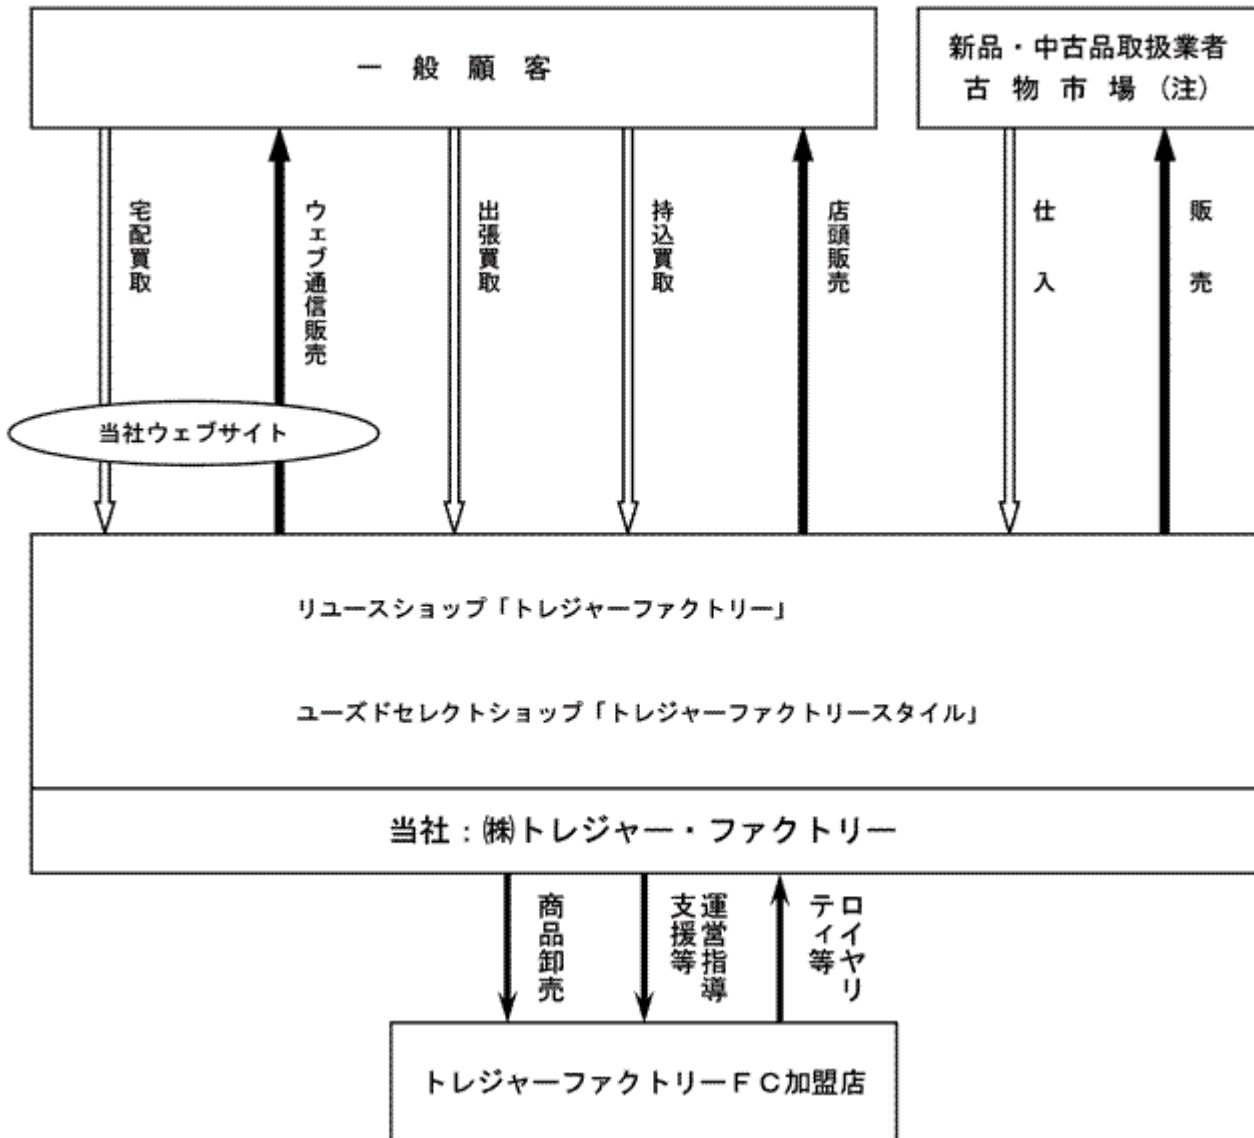 一般顧客
新品・中古品取扱業者
古物市場(注)
宅配買取
ウェブ通信販売
出張買取
持込買取
店頭販売
仕入
販売
当社ウェブサイト
リユースショップ「トレジャーファクトリー」
ユーズドセレクトショップ「トレジャーファクトリースタイル」
当社：㈱トレジャー・ファクトリー
商品卸売
運営指導
支援等
ロイヤリ
ティ等
トレジャーファクトリーＦＣ加盟店